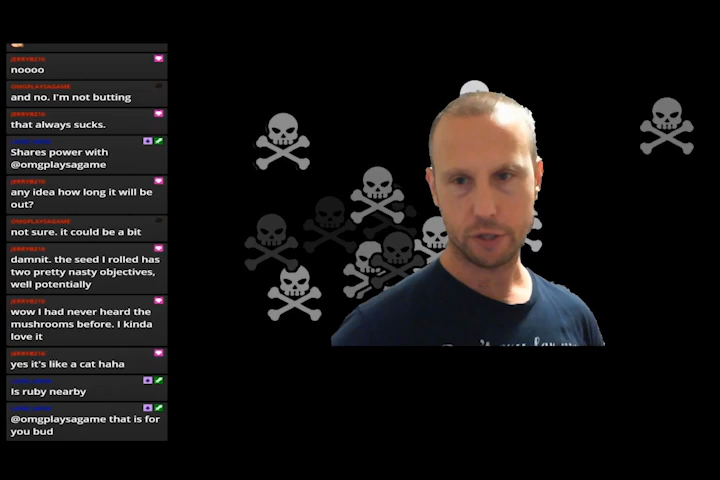 JERRYB210
noooo
OMGPLAYSAGAME
and no. I'm not butting
JERRYB210
that always sucks.
Shares power with
@omgplaysagame
JERRYB210
any idea how long it will be
out?
OMGPLAYSAGAME
not sure. it could be a bit
JERRYB210
damnit. the seed I rolled has
two pretty nasty objectives,
well potentially
JERRYB210
wow I had never heard the
mushrooms before. I kinda
love it
JERRYB210
yes it's like a cat haha
Is ruby nearby
@omgplaysagame that is for
you bud